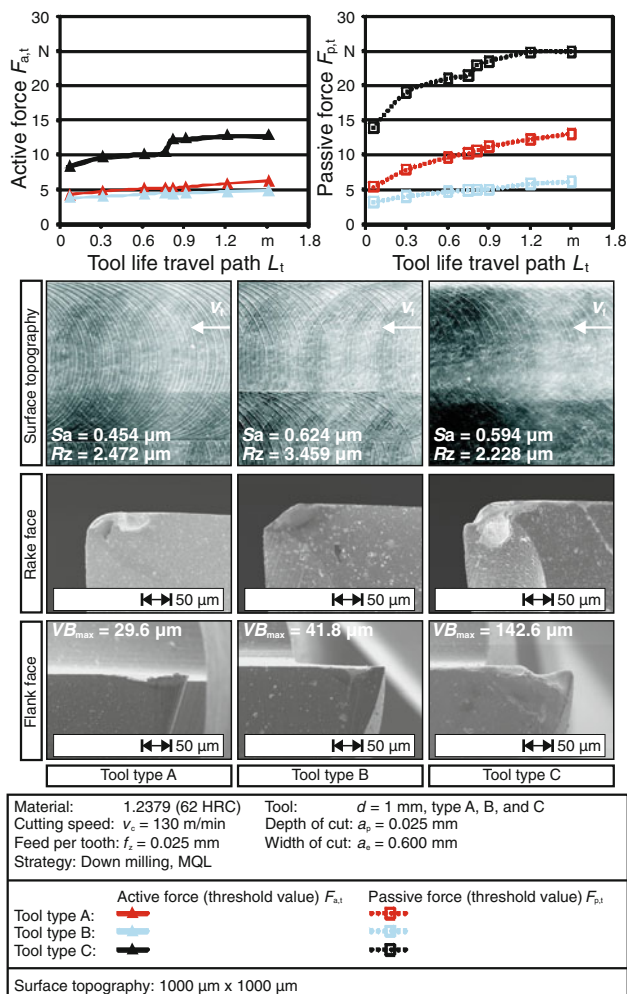 30
N
20
15
10
5
0
Active force Fa,t
0 0.3 0.6 0.9 1.2 m 1.8
Tool life travel path Lt
30
N
20
15
10
5
0
Passive force Fp,t
0 0.3 0.6 0.9 1.2 m 1.8
Tool life travel path Lt
Surface topography
vf
Sa = 0.454 µm
Rz = 2.472 µm
vf
Sa = 0.624 µm
Rz = 3.459 µm
vf
Sa = 0.594 µm
Rz = 2.228 µm
Rake face
50 µm
50 µm
50 µm
Flank face
VBmax = 29.6 µm
50 µm
VBmax = 41.8 µm
50 µm
VBmax = 142.6 µm
50 µm
Tool type A
Tool type B
Tool type C
Material: 1.2379 (62 HRC) Tool: d = 1 mm, type A, B, and C
Cutting speed: vc = 130 m/min Depth of cut: ap = 0.025 mm
Feed per tooth: fz = 0.025 mm Width of cut: ae = 0.600 mm
Strategy: Down milling, MQL
Active force (threshold value) Fa,t Passive force (threshold value) Fp,t
Tool type A:
Tool type B:
Tool type C:
Surface topography: 1000 µm x 1000 µm